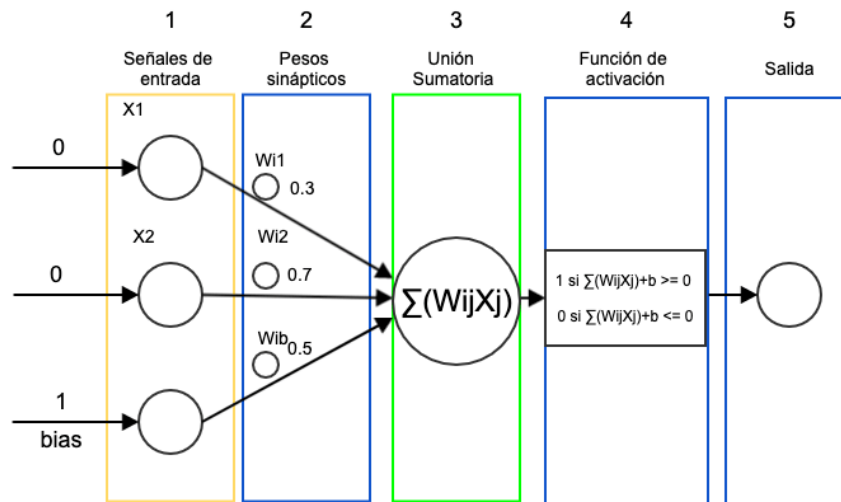 1
2
3
4
5
Señales de
entrada
Pesos
sinápticos
Unión
Sumatoria
Función de
activación
Salida
X1
0
Wi1
0.3
X2
0
Wi2
0.7
∑(WijXj)
1 si ∑(WijXj)+b >= 0
0 si ∑(WijXj)+b <= 0
Wib
0.5
1
bias